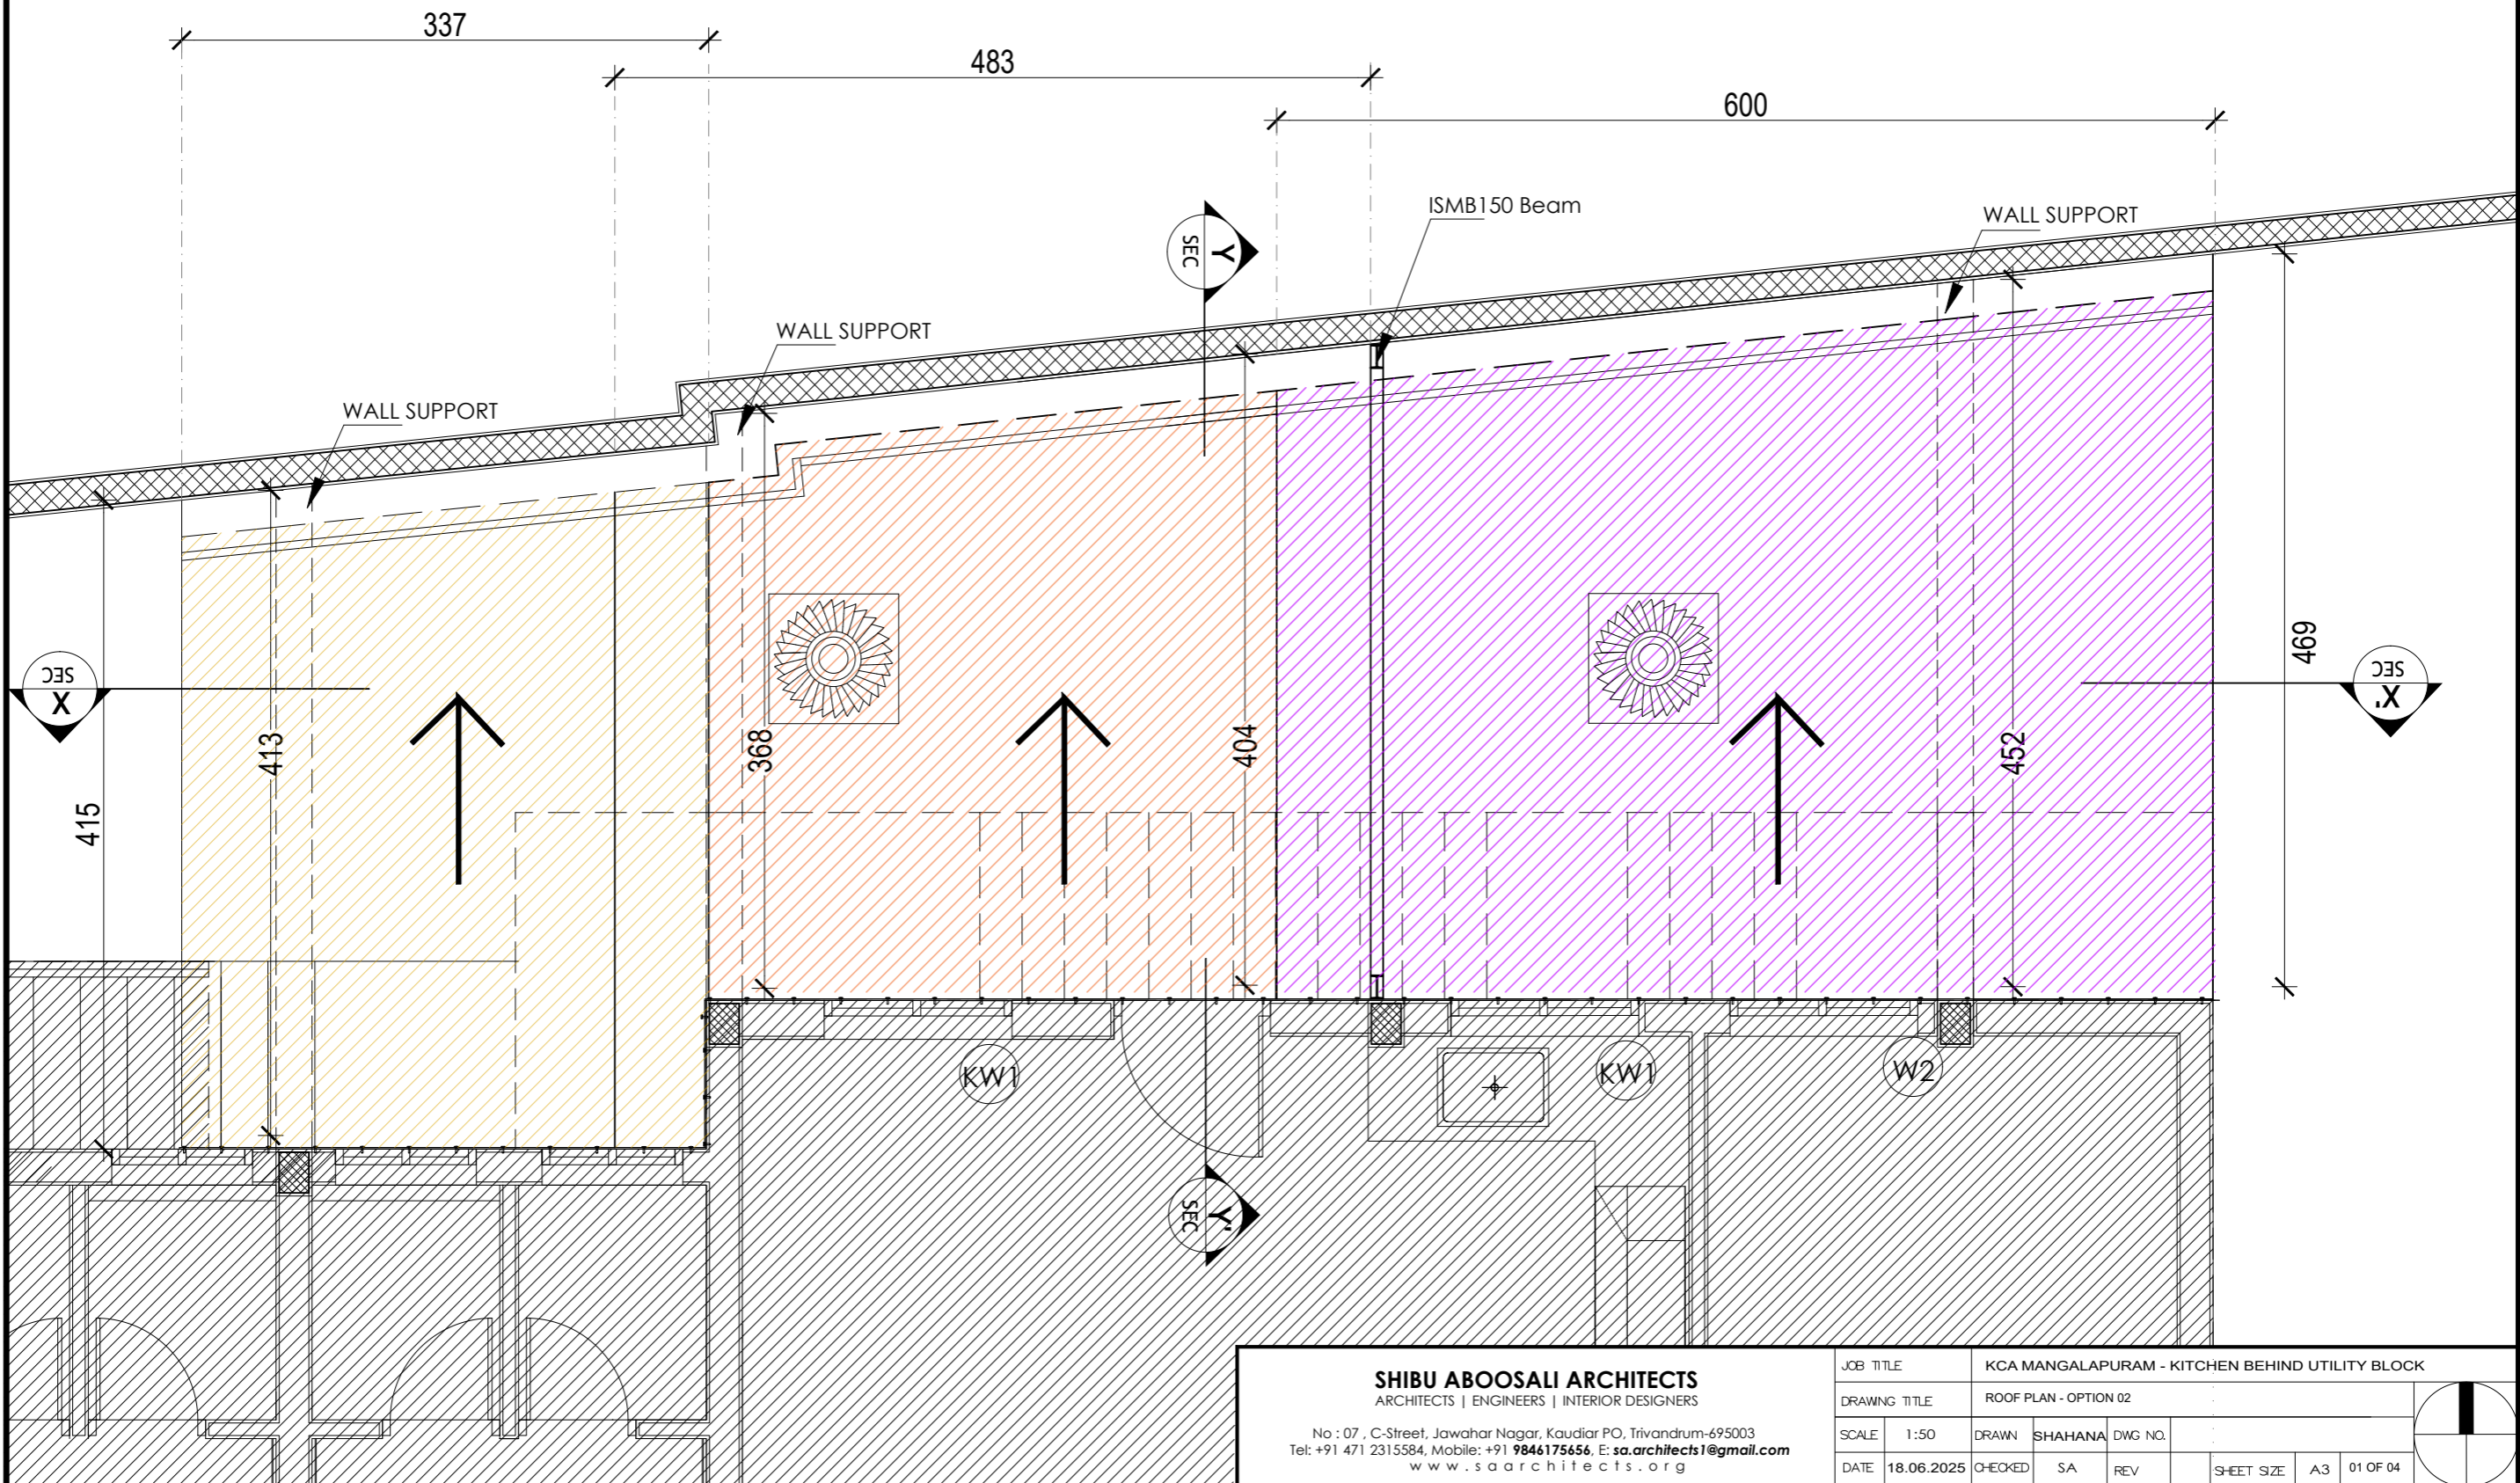 337
483
600
ISMB150 Beam
WALL SUPPORT
SEC
Y
WALL SUPPORT
WALL SUPPORT
SEC
X
413
415
368
404
452
469
SEC
X'
KW1
KW1
W2
SEC
Y'
SHIBU ABOOSALI ARCHITECTS
ARCHITECTS | ENGINEERS | INTERIOR DESIGNERS
No : 07 , C-Street, Jawahar Nagar, Kaudiar PO, Trivandrum-695003
Tel: +91 471 2315584, Mobile: +91 9846175656, E: sa.architects1@gmail.com
www.saarchitects.org
JOB TITLE KCA MANGALAPURAM - KITCHEN BEHIND UTILITY BLOCK
DRAWING TITLE ROOF PLAN - OPTION 02
SCALE 1:50 DRAWN SHAHANA DWG NO.
DATE 18.06.2025 CHECKED SA REV SHEET SIZE A3 01 OF 04